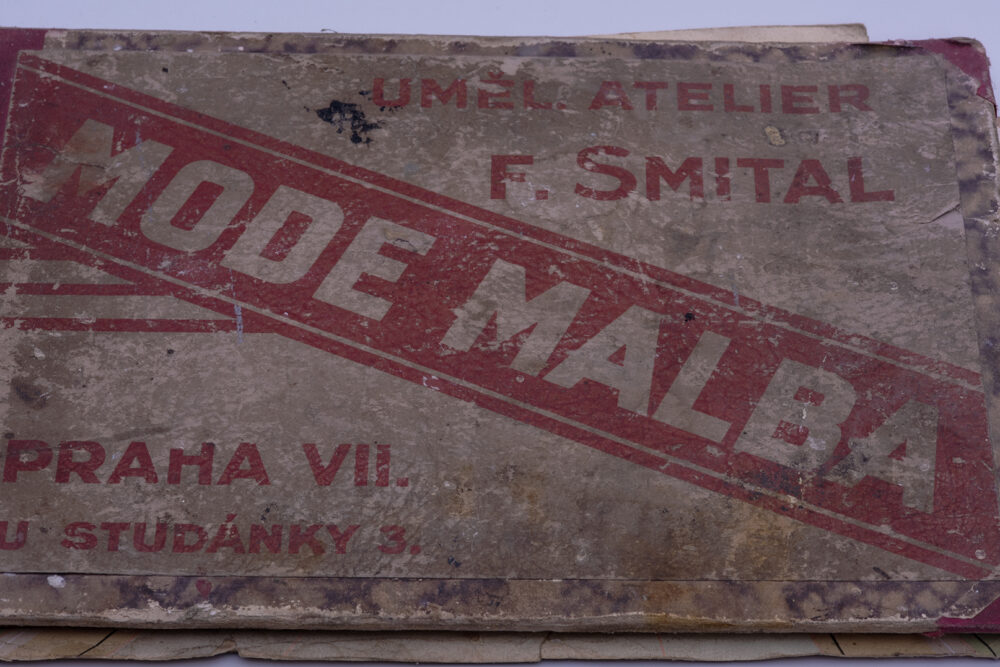 UMĚL. ATELIER
F. SMITAL
MODE MALBA
PRAHA VII.
U STUDÁNKY 3.